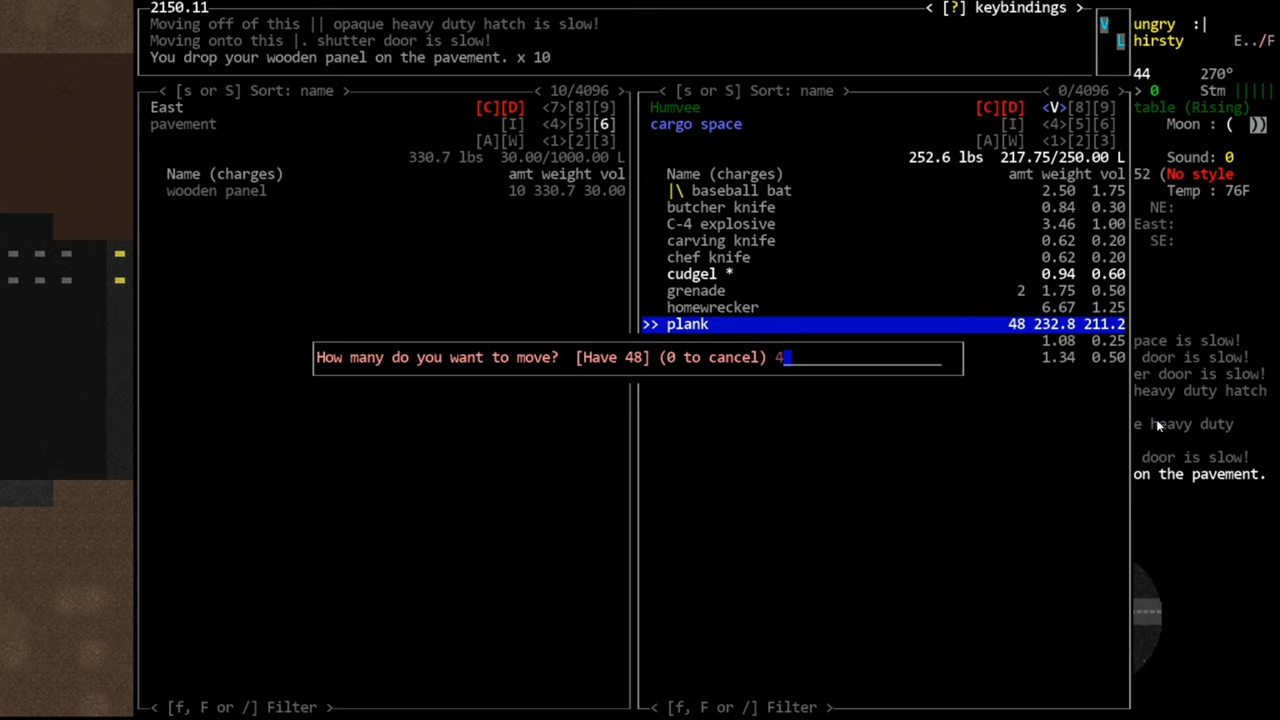 2150.11 < [?] keybindings >
Moving off of this || opaque heavy duty hatch is slow!
Moving onto this |. shutter door is slow!
You drop your wooden panel on the pavement. x 10
V
L
ungry :|
hirsty E../F
44 270°
> 0 Stm |||||
table (Rising)
Moon : ( ))
Sound: 0
52 (No style
Temp : 76F
NE:
East:
SE:
< [s or S] Sort: name > < 10/4096 >
East [C][D] <7>[8][9]
pavement [I] <4>[5][6]
[A][W] <1>[2][3]
330.7 lbs 30.00/1000.00 L
Name (charges) amt weight vol
wooden panel 10 330.7 30.00
< [s or S] Sort: name > < 0/4096 >
Humvee [C][D] <V>[8][9]
cargo space [I] <4>[5][6]
[A][W] <1>[2][3]
252.6 lbs 217.75/250.00 L
Name (charges) amt weight vol
|\ baseball bat 2.50 1.75
butcher knife 0.84 0.30
C-4 explosive 3.46 1.00
carving knife 0.62 0.20
chef knife 0.62 0.20
cudgel * 0.94 0.60
grenade 2 1.75 0.50
homewrecker 6.67 1.25
>> plank 48 232.8 211.2
1.08 0.25
1.34 0.50
How many do you want to move? [Have 48] (0 to cancel) 4
pace is slow!
door is slow!
er door is slow!
heavy duty hatch
e heavy duty
door is slow!
on the pavement.
< [f, F or /] Filter >
< [f, F or /] Filter >